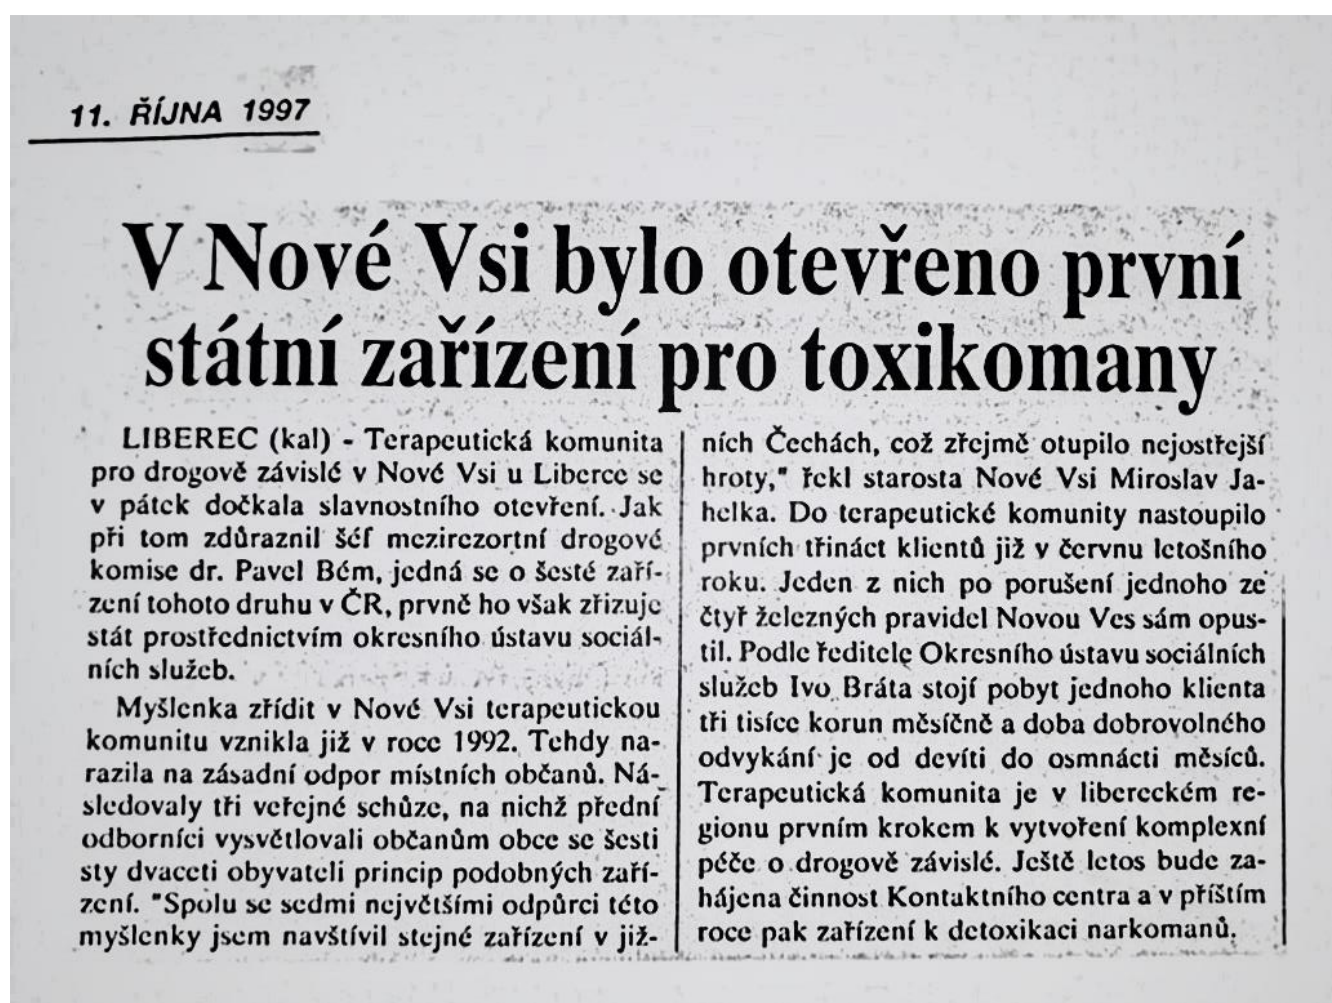 11. ŘÍJNA 1997
V Nové Vsi bylo otevřeno první
státní zařízení pro toxikomany
LIBEREC (kal) - Terapeutická komunita
pro drogově závislé v Nové Vsi u Liberce se
v pátek dočkala slavnostního otevření. Jak
při tom zdůraznil šéf mezirezortní drogové
komise dr. Pavel Bém, jedná se o šesté zaří-
zení tohoto druhu v ČR, prvně ho však zřizuje
stát prostřednictvím okresního ústavu sociál-
ních služeb.
Myšlenka zřídit v Nové Vsi terapeutickou
komunitu vznikla již v roce 1992. Tehdy na-
razila na zásadní odpor místních občanů. Ná-
sledovaly tři veřejné schůze, na nichž přední
odborníci vysvětlovali občanům obce se šesti
sty dvaceti obyvateli princip podobných zaří-
zení. "Spolu se sedmi největšími odpůrci této
myšlenky jsem navštívil stejné zařízení v již-
ních Čechách, což zřejmě otupilo nejostřejší
hroty," řekl starosta Nové Vsi Miroslav Ja-
helka. Do terapeutické komunity nastoupilo
prvních třináct klientů již v červnu letošního
roku. Jeden z nich po porušení jednoho ze
čtyř železných pravidel Novou Ves sám opus-
til. Podle ředitele Okresního ústavu sociálních
služeb Ivo Bráta stojí pobyt jednoho klienta
tři tisíce korun měsíčně a doba dobrovolného
odvykání je od devíti do osmnácti měsíců.
Terapeutická komunita je v libereckém re-
gionu prvním krokem k vytvoření komplexní
péče o drogově závislé. Ještě letos bude za-
hájena činnost Kontaktního centra a v příštím
roce pak zařízení k detoxikaci narkomanů.